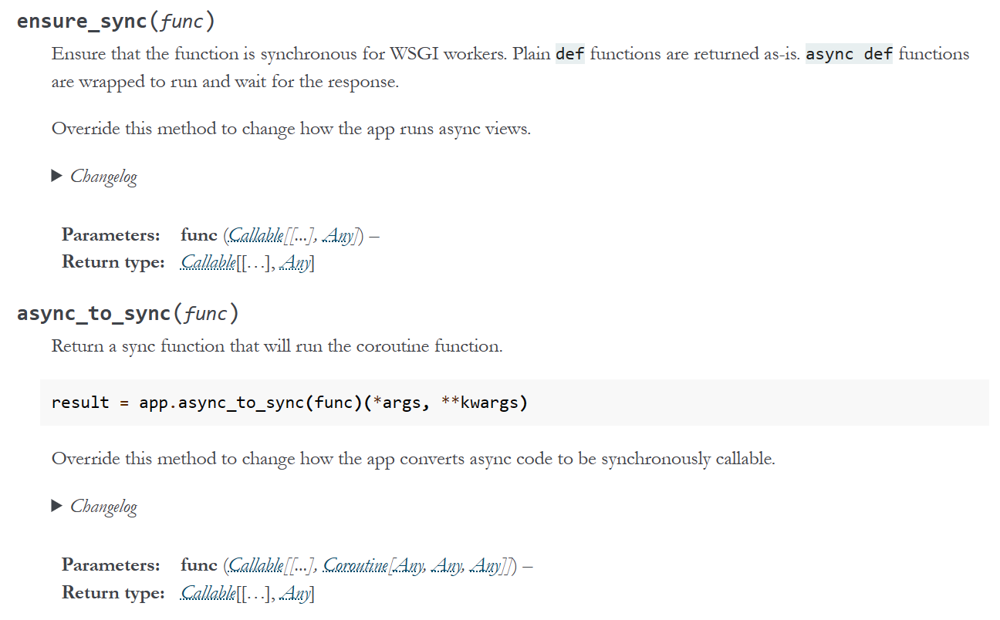 ensure_sync(func)
Ensure that the function is synchronous for WSGI workers. Plain def functions are returned as-is. async def functions
are wrapped to run and wait for the response.
Override this method to change how the app runs async views.
▶ Changelog
Parameters: func (Callable[[...], Any]) –
Return type: Callable[[…], Any]
async_to_sync(func)
Return a sync function that will run the coroutine function.
result = app.async_to_sync(func)(*args, **kwargs)
Override this method to change how the app converts async code to be synchronously callable.
▶ Changelog
Parameters: func (Callable[[...], Coroutine[Any, Any, Any]]) –
Return type: Callable[[…], Any]